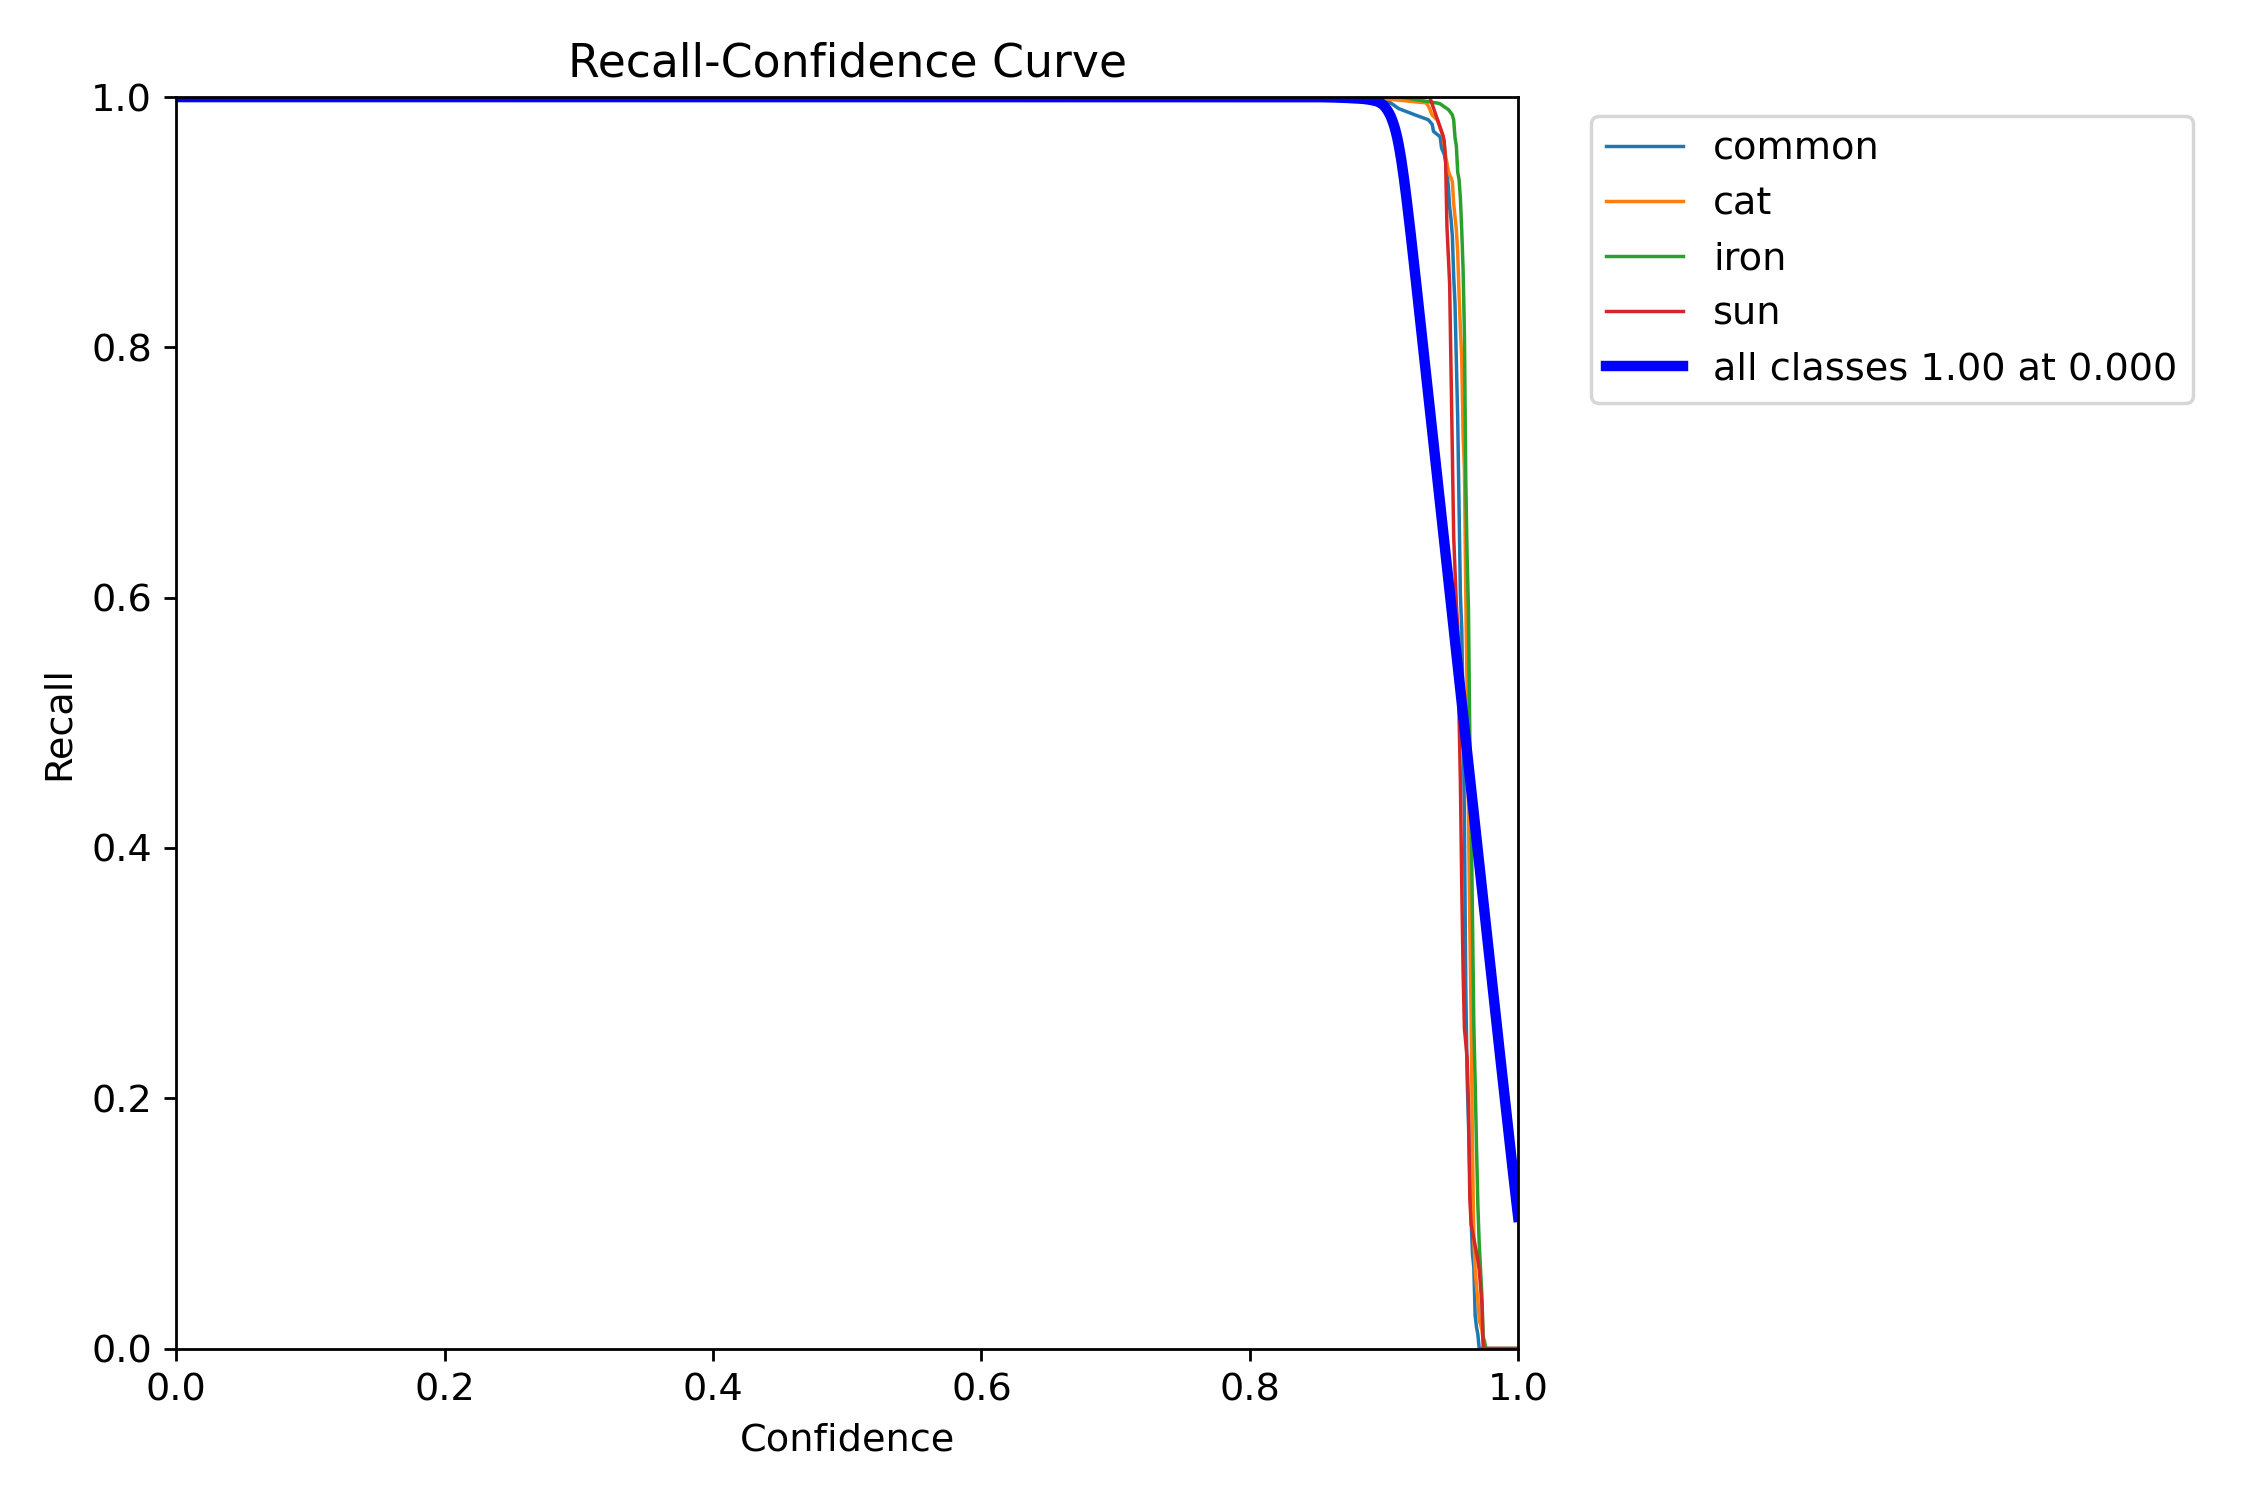 Recall-Confidence Curve
1.0
0.8
0.6
0.4
0.2
0.0
Recall
0.0 0.2 0.4 0.6 0.8 1.0
Confidence
common
cat
iron
sun
all classes 1.00 at 0.000